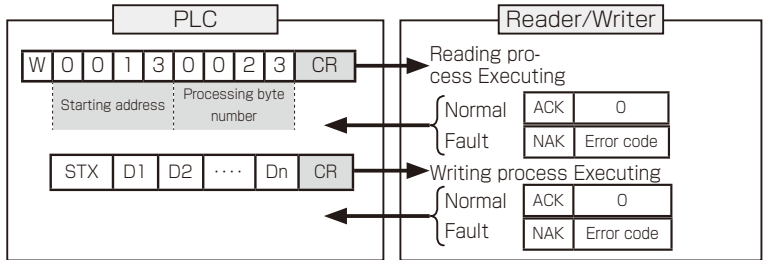 PLC
Reader/Writer
W 0 0 1 3 0 0 2 3 CR
Reading pro-
cess Executing
Starting address
Processing byte
number
Normal ACK 0
Fault NAK Error code
STX D1 D2 ···· Dn CR
Writing process Executing
Normal ACK 0
Fault NAK Error code